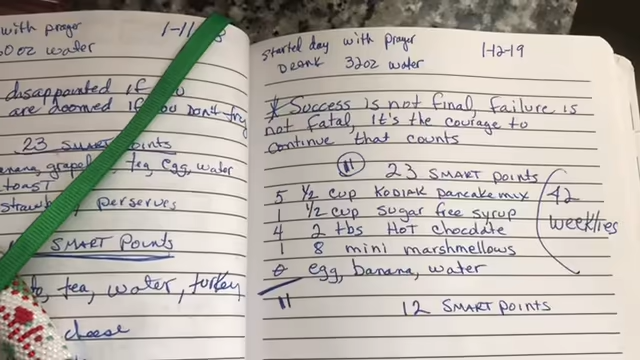 with prayer 1-11
oz water
disappointed if
are doomed if you don't try
23 SMART Points
tea, egg, water
toast
perserves
SMART POINTS
tea, water, turkey
cheese
Started day with prayer 1-12-19
Drank 32oz water
* Success is not final, failure is
not fatal, it's the courage to
continue that counts
11 23 SMART POINTS
5 1/2 cup KODIAK pancake mix 42
1 1/2 cup sugar free syrup weeklies
4 2 tbs HOT chocolate
1 8 mini marshmellows
0 egg, banana, water
11 12 SMART points